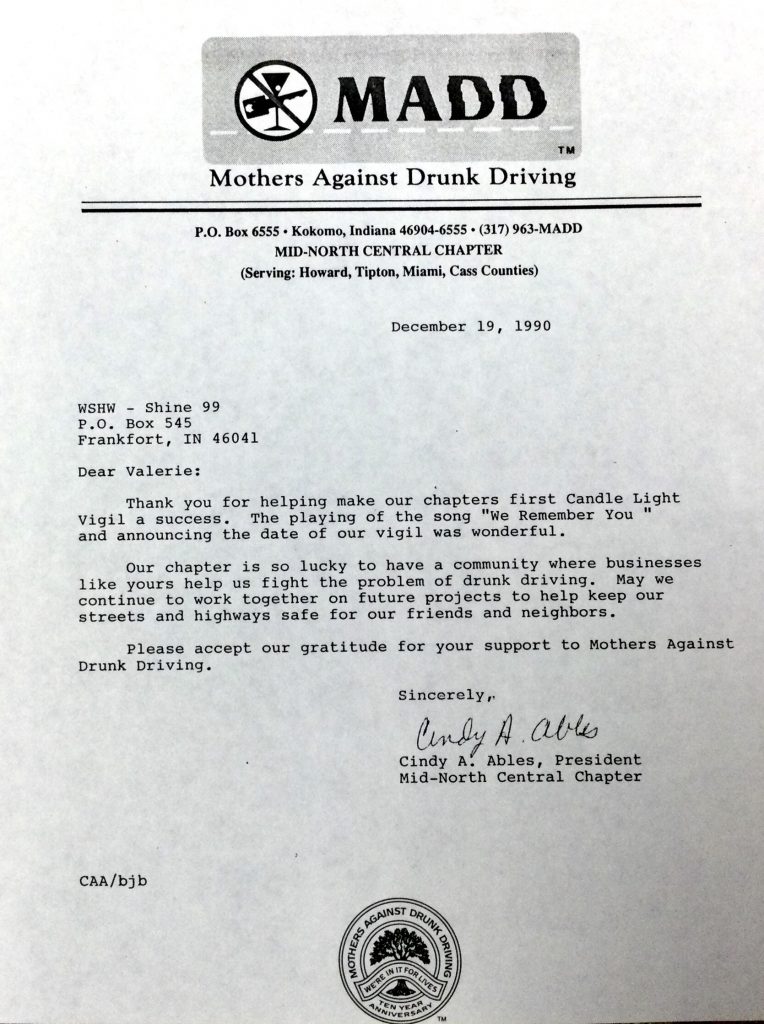 MADD
TM
Mothers Against Drunk Driving
P.O. Box 6555 • Kokomo, Indiana 46904-6555 • (317) 963-MADD
MID-NORTH CENTRAL CHAPTER
(Serving: Howard, Tipton, Miami, Cass Counties)
December 19, 1990
WSHW - Shine 99
P.O. Box 545
Frankfort, IN 46041
Dear Valerie:
Thank you for helping make our chapters first Candle Light
Vigil a success. The playing of the song "We Remember You "
and announcing the date of our vigil was wonderful.
Our chapter is so lucky to have a community where businesses
like yours help us fight the problem of drunk driving. May we
continue to work together on future projects to help keep our
streets and highways safe for our friends and neighbors.
Please accept our gratitude for your support to Mothers Against
Drunk Driving.
Sincerely,
Cindy A. Ables
Cindy A. Ables, President
Mid-North Central Chapter
CAA/bjb
MOTHERS AGAINST DRUNK DRIVING
WE'RE IN IT FOR LIVES
TEN YEAR
ANNIVERSARY
TM